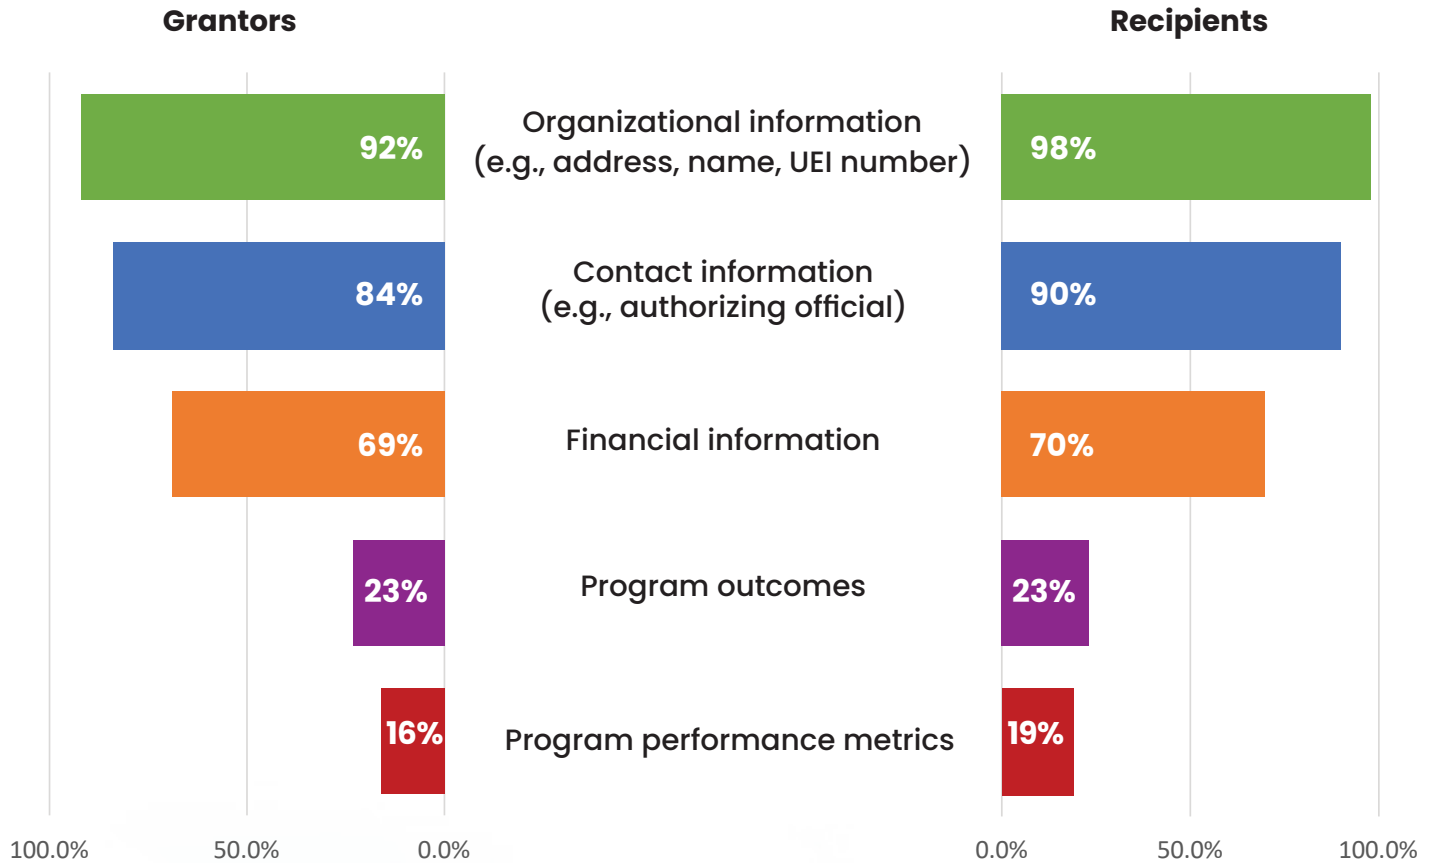 Grantors
Recipients
92%
Organizational information
(e.g., address, name, UEI number)
98%
84%
Contact information
(e.g., authorizing official)
90%
69%
Financial information
70%
23%
Program outcomes
23%
16%
Program performance metrics
19%
100.0%
50.0%
0.0%
0.0%
50.0%
100.0%